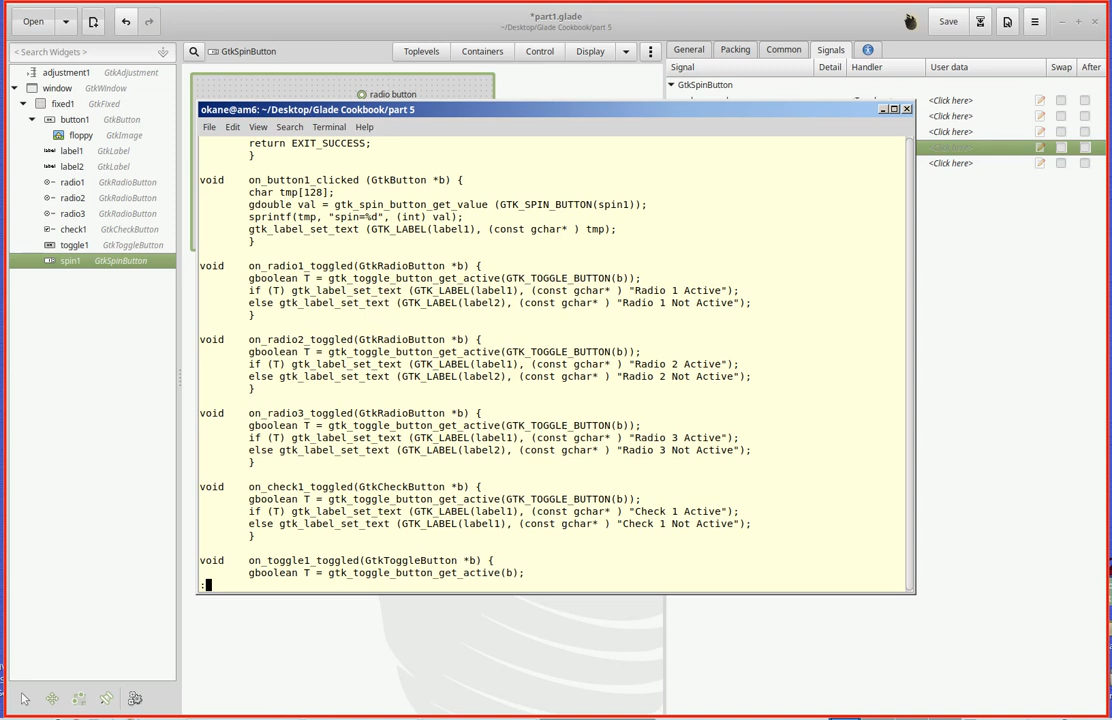 Open
*part1.glade
~/Desktop/Glade Cookbook/part 5
Save
< Search Widgets >
GtkSpinButton
Toplevels
Containers
Control
Display
General
Packing
Common
Signals
Signal
Detail
Handler
User data
Swap
After
adjustment1 GtkAdjustment
window GtkWindow
fixed1 GtkFixed
button1 GtkButton
floppy GtkImage
label1 GtkLabel
label2 GtkLabel
radio1 GtkRadioButton
radio2 GtkRadioButton
radio3 GtkRadioButton
check1 GtkCheckButton
toggle1 GtkToggleButton
spin1 GtkSpinButton
radio button
GtkSpinButton
<Click here>
<Click here>
<Click here>
<Click here>
<Click here>
okane@am6: ~/Desktop/Glade Cookbook/part 5
File Edit View Search Terminal Help
return EXIT_SUCCESS;
}
void on_button1_clicked (GtkButton *b) {
char tmp[128];
gdouble val = gtk_spin_button_get_value (GTK_SPIN_BUTTON(spin1));
sprintf(tmp, "spin=%d", (int) val);
gtk_label_set_text (GTK_LABEL(label1), (const gchar* ) tmp);
}
void on_radio1_toggled(GtkRadioButton *b) {
gboolean T = gtk_toggle_button_get_active(GTK_TOGGLE_BUTTON(b));
if (T) gtk_label_set_text (GTK_LABEL(label1), (const gchar* ) "Radio 1 Active");
else gtk_label_set_text (GTK_LABEL(label2), (const gchar* ) "Radio 1 Not Active");
}
void on_radio2_toggled(GtkRadioButton *b) {
gboolean T = gtk_toggle_button_get_active(GTK_TOGGLE_BUTTON(b));
if (T) gtk_label_set_text (GTK_LABEL(label1), (const gchar* ) "Radio 2 Active");
else gtk_label_set_text (GTK_LABEL(label2), (const gchar* ) "Radio 2 Not Active");
}
void on_radio3_toggled(GtkRadioButton *b) {
gboolean T = gtk_toggle_button_get_active(GTK_TOGGLE_BUTTON(b));
if (T) gtk_label_set_text (GTK_LABEL(label1), (const gchar* ) "Radio 3 Active");
else gtk_label_set_text (GTK_LABEL(label2), (const gchar* ) "Radio 3 Not Active");
}
void on_check1_toggled(GtkCheckButton *b) {
gboolean T = gtk_toggle_button_get_active(GTK_TOGGLE_BUTTON(b));
if (T) gtk_label_set_text (GTK_LABEL(label1), (const gchar* ) "Check 1 Active");
else gtk_label_set_text (GTK_LABEL(label1), (const gchar* ) "Check 1 Not Active");
}
void on_toggle1_toggled(GtkToggleButton *b) {
gboolean T = gtk_toggle_button_get_active(b);
: